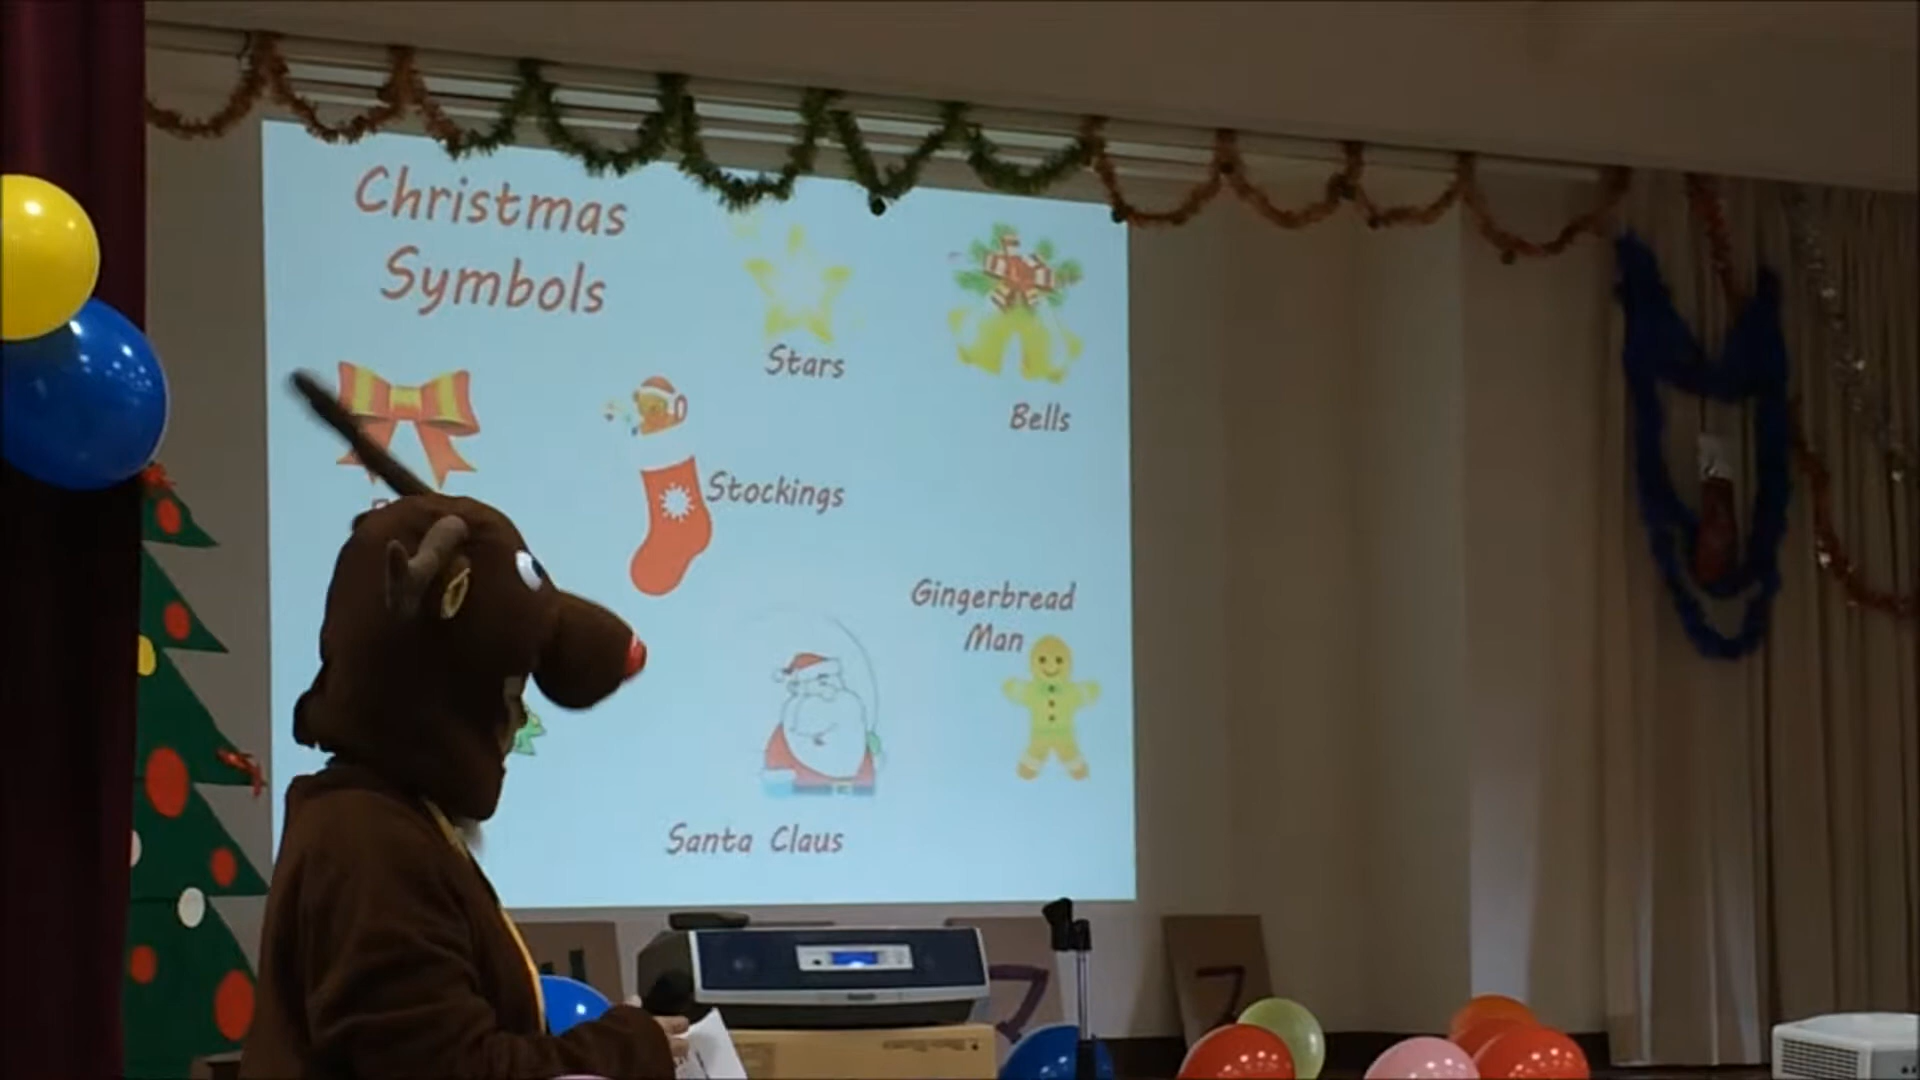 Christmas
Symbols
Stars
Bells
Stockings
Gingerbread
Man
Santa Claus